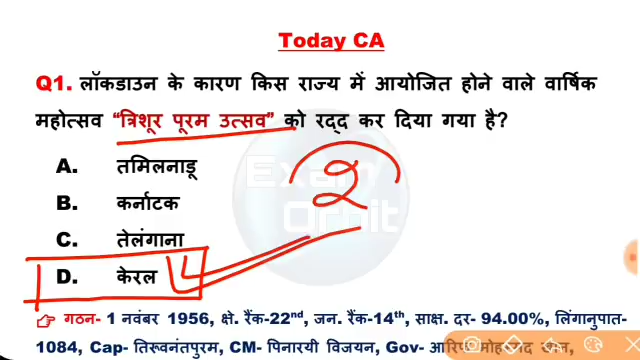 Today CA
Q1. लॉकडाउन के कारण किस राज्य में आयोजित होने वाले वार्षिक
महोत्सव “त्रिशूर पूरम उत्सव” को रद्द कर दिया गया है?
A. तमिलनाडू
B. कर्नाटक
C. तेलंगाना
D. केरल
Exam
Orbit
👉 गठन- 1 नवंबर 1956, क्षे. रैंक-22nd, जन. रैंक-14th, साक्ष. दर- 94.00%, लिंगानुपात-
1084, Cap- तिरूवनंतपुरम, CM- पिनारयी विजयन, Gov-